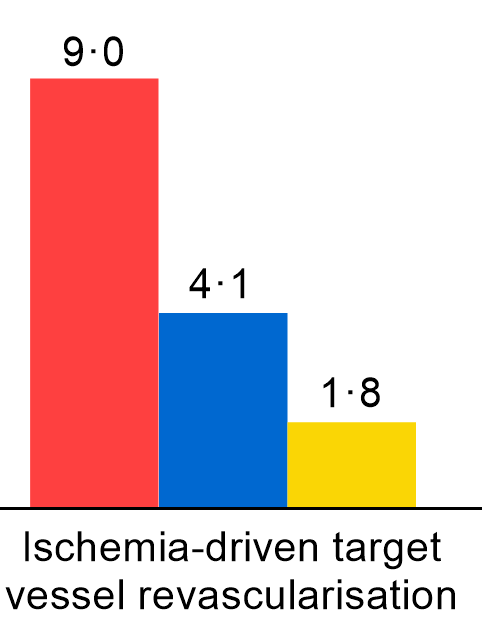 9·0
4·1
1·8
Ischemia-driven target
vessel revascularisation